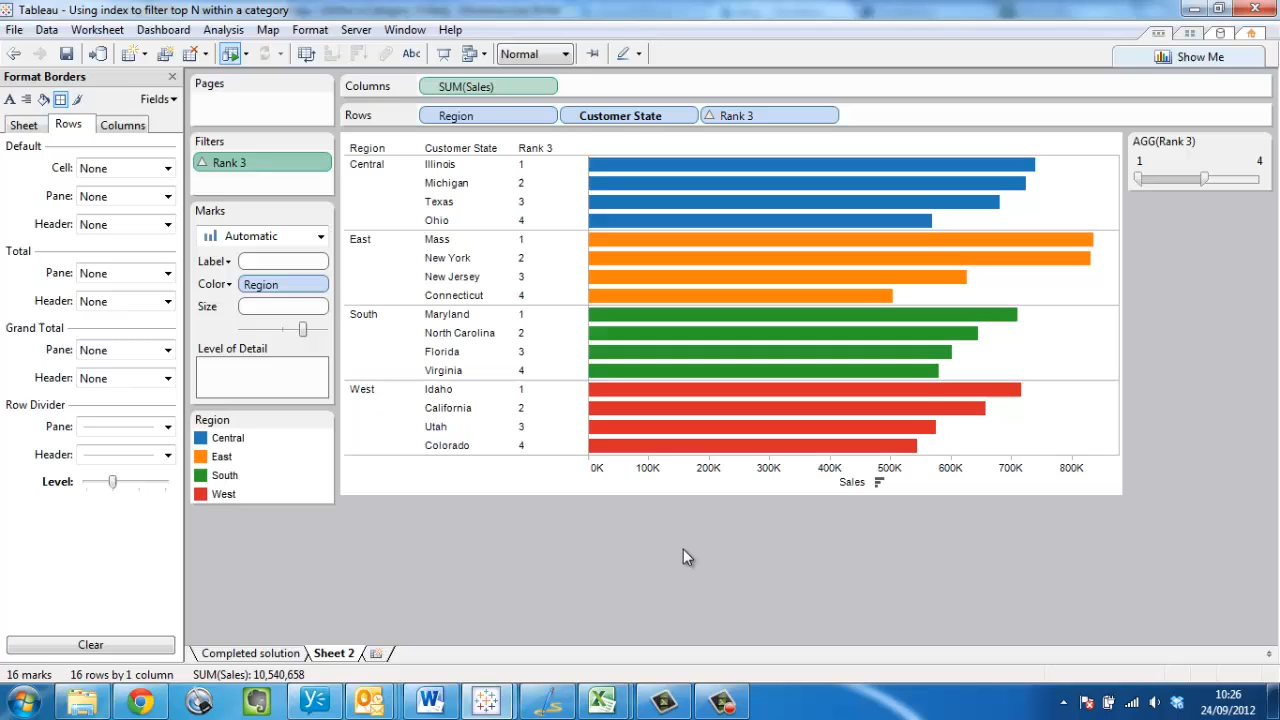 Tableau - Using index to filter top N within a category
File Data Worksheet Dashboard Analysis Map Format Server Window Help
Abc Normal Show Me
Format Borders
Fields
Sheet Rows Columns
Default
Cell: None
Pane: None
Header: None
Total
Pane: None
Header: None
Grand Total
Pane: None
Header: None
Row Divider
Pane:
Header:
Level:
Clear
Pages
Filters
Rank 3
Marks
Automatic
Label
Color Region
Size
Level of Detail
Region
Central
East
South
West
Columns SUM(Sales)
Rows Region Customer State Rank 3
Region Customer State Rank 3
Central Illinois 1
Michigan 2
Texas 3
Ohio 4
East Mass 1
New York 2
New Jersey 3
Connecticut 4
South Maryland 1
North Carolina 2
Florida 3
Virginia 4
West Idaho 1
California 2
Utah 3
Colorado 4
0K 100K 200K 300K 400K 500K 600K 700K 800K
Sales
AGG(Rank 3)
1 4
Completed solution Sheet 2
16 marks 16 rows by 1 column SUM(Sales): 10,540,658
10:26
24/09/2012